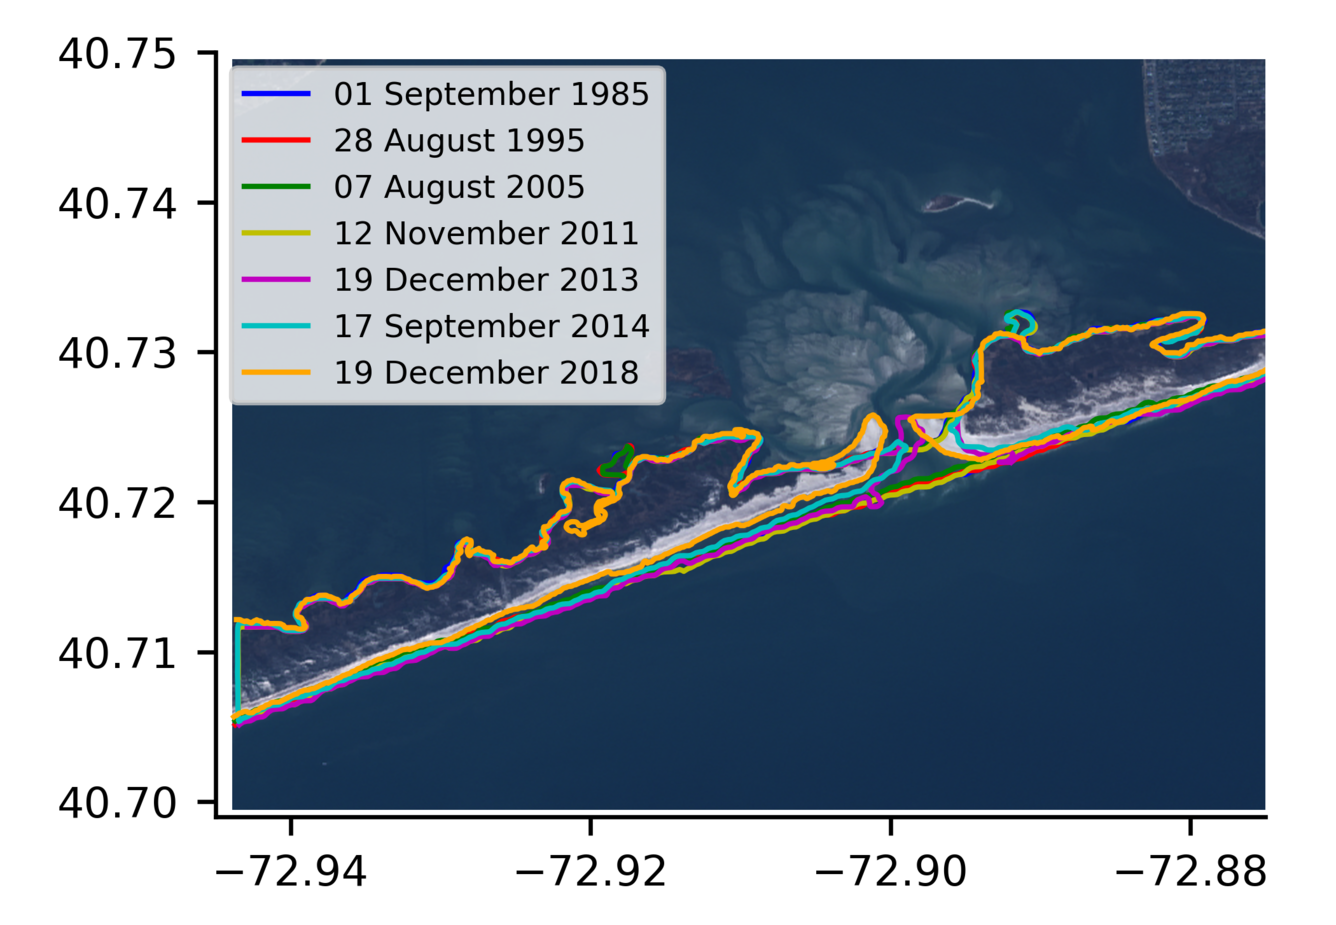 40.75
40.74
40.73
40.72
40.71
40.70
01 September 1985
28 August 1995
07 August 2005
12 November 2011
19 December 2013
17 September 2014
19 December 2018
−72.94 −72.92 −72.90 −72.88